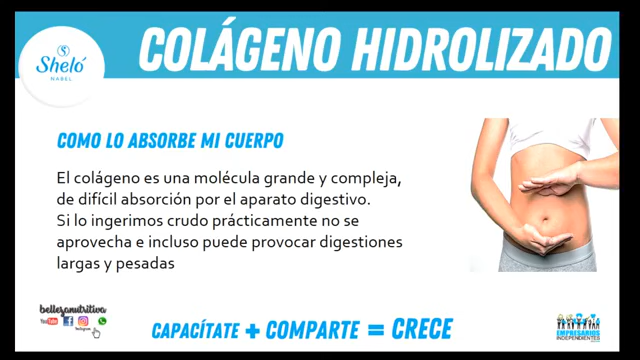 Sheló
NABEL
COLÁGENO HIDROLIZADO
COMO LO ABSORBE MI CUERPO
El colágeno es una molécula grande y compleja,
de difícil absorción por el aparato digestivo.
Si lo ingerimos crudo prácticamente no se
aprovecha e incluso puede provocar digestiones
largas y pesadas
bellezanutritiva
YouTube
Instagram
CAPACÍTATE + COMPARTE = CRECE
EMPRESARIOS
INDEPENDIENTES